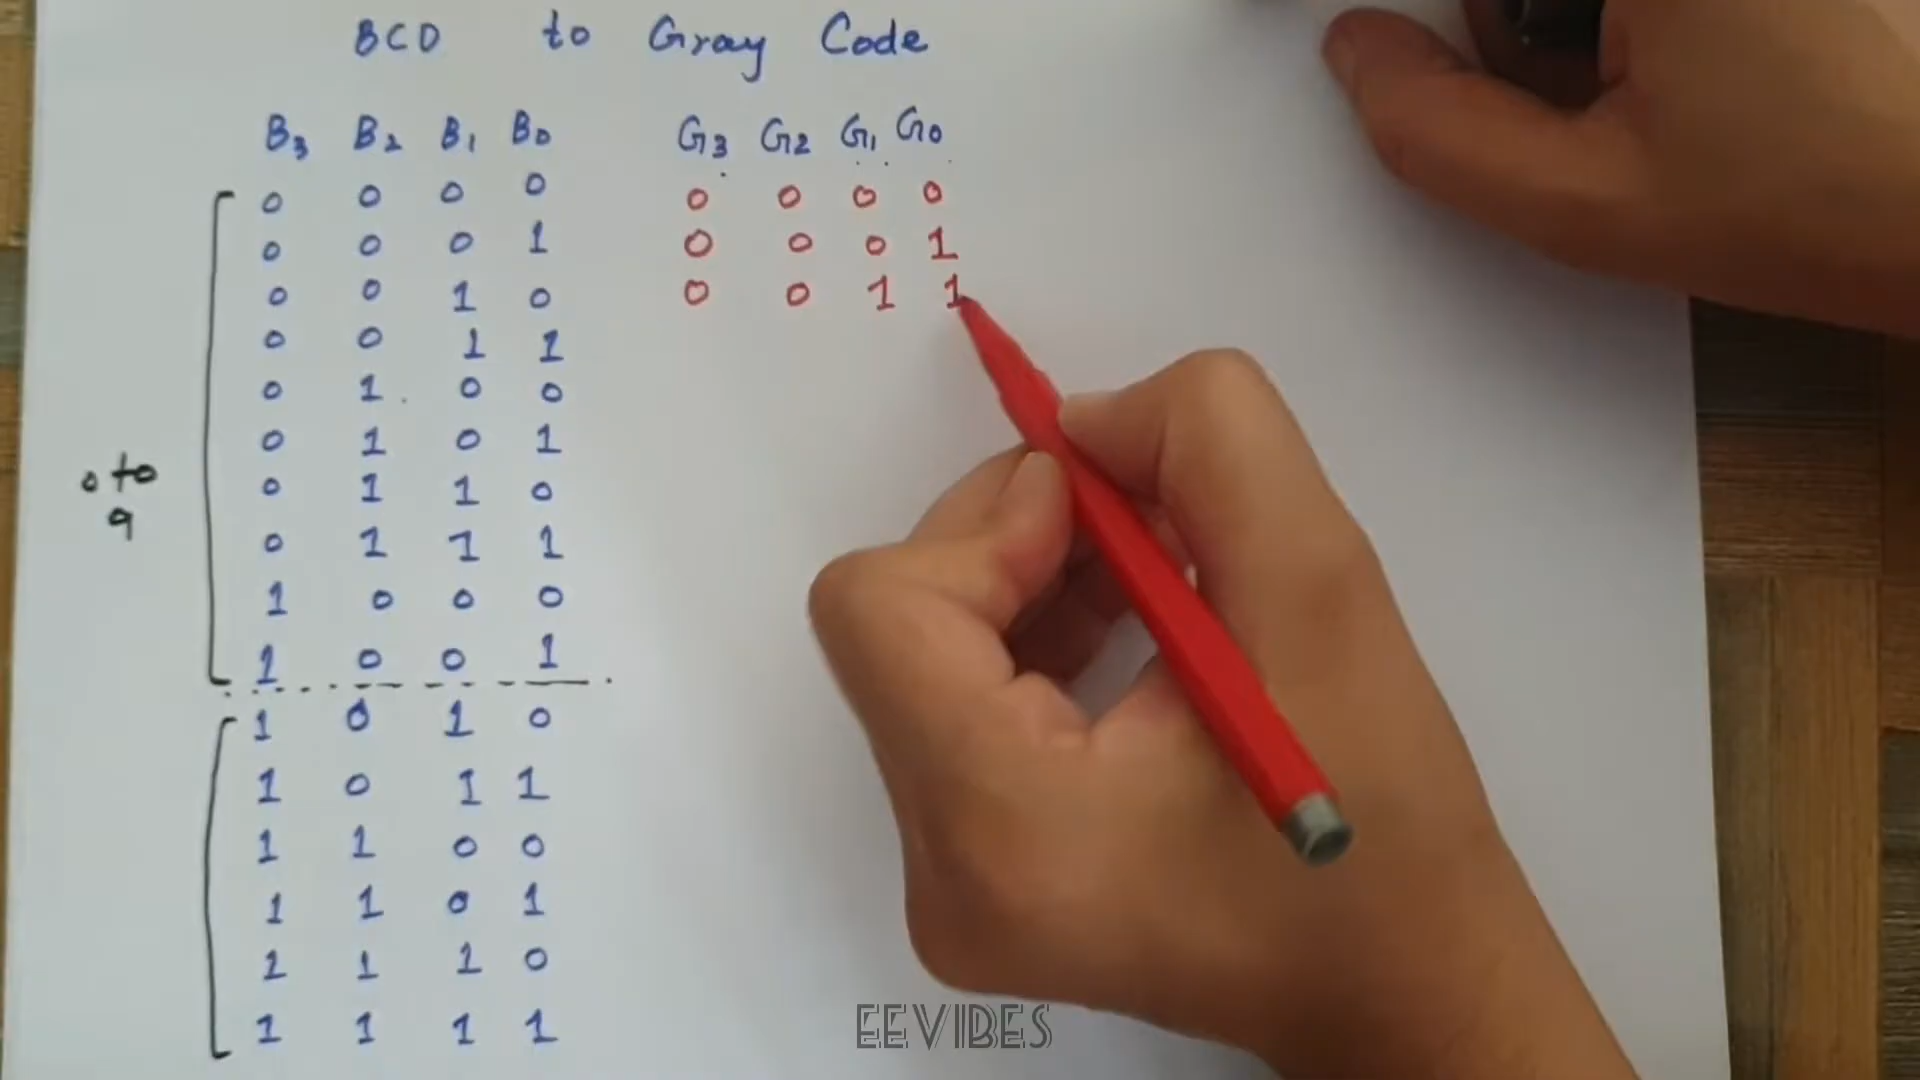 BCD to Gray Code
B3 B2 B1 B0 G3 G2 G1 G0
0 0 0 0 0 0 0 0
0 0 0 1 0 0 0 1
0 0 1 0 0 0 1 1
0 0 1 1
0 1 0 0
0 1 0 1
0 1 1 0
0 1 1 1
1 0 0 0
1 0 0 1
0 to
9
1 0 1 0
1 0 1 1
1 1 0 0
1 1 0 1
1 1 1 0
1 1 1 1
EEVIBES